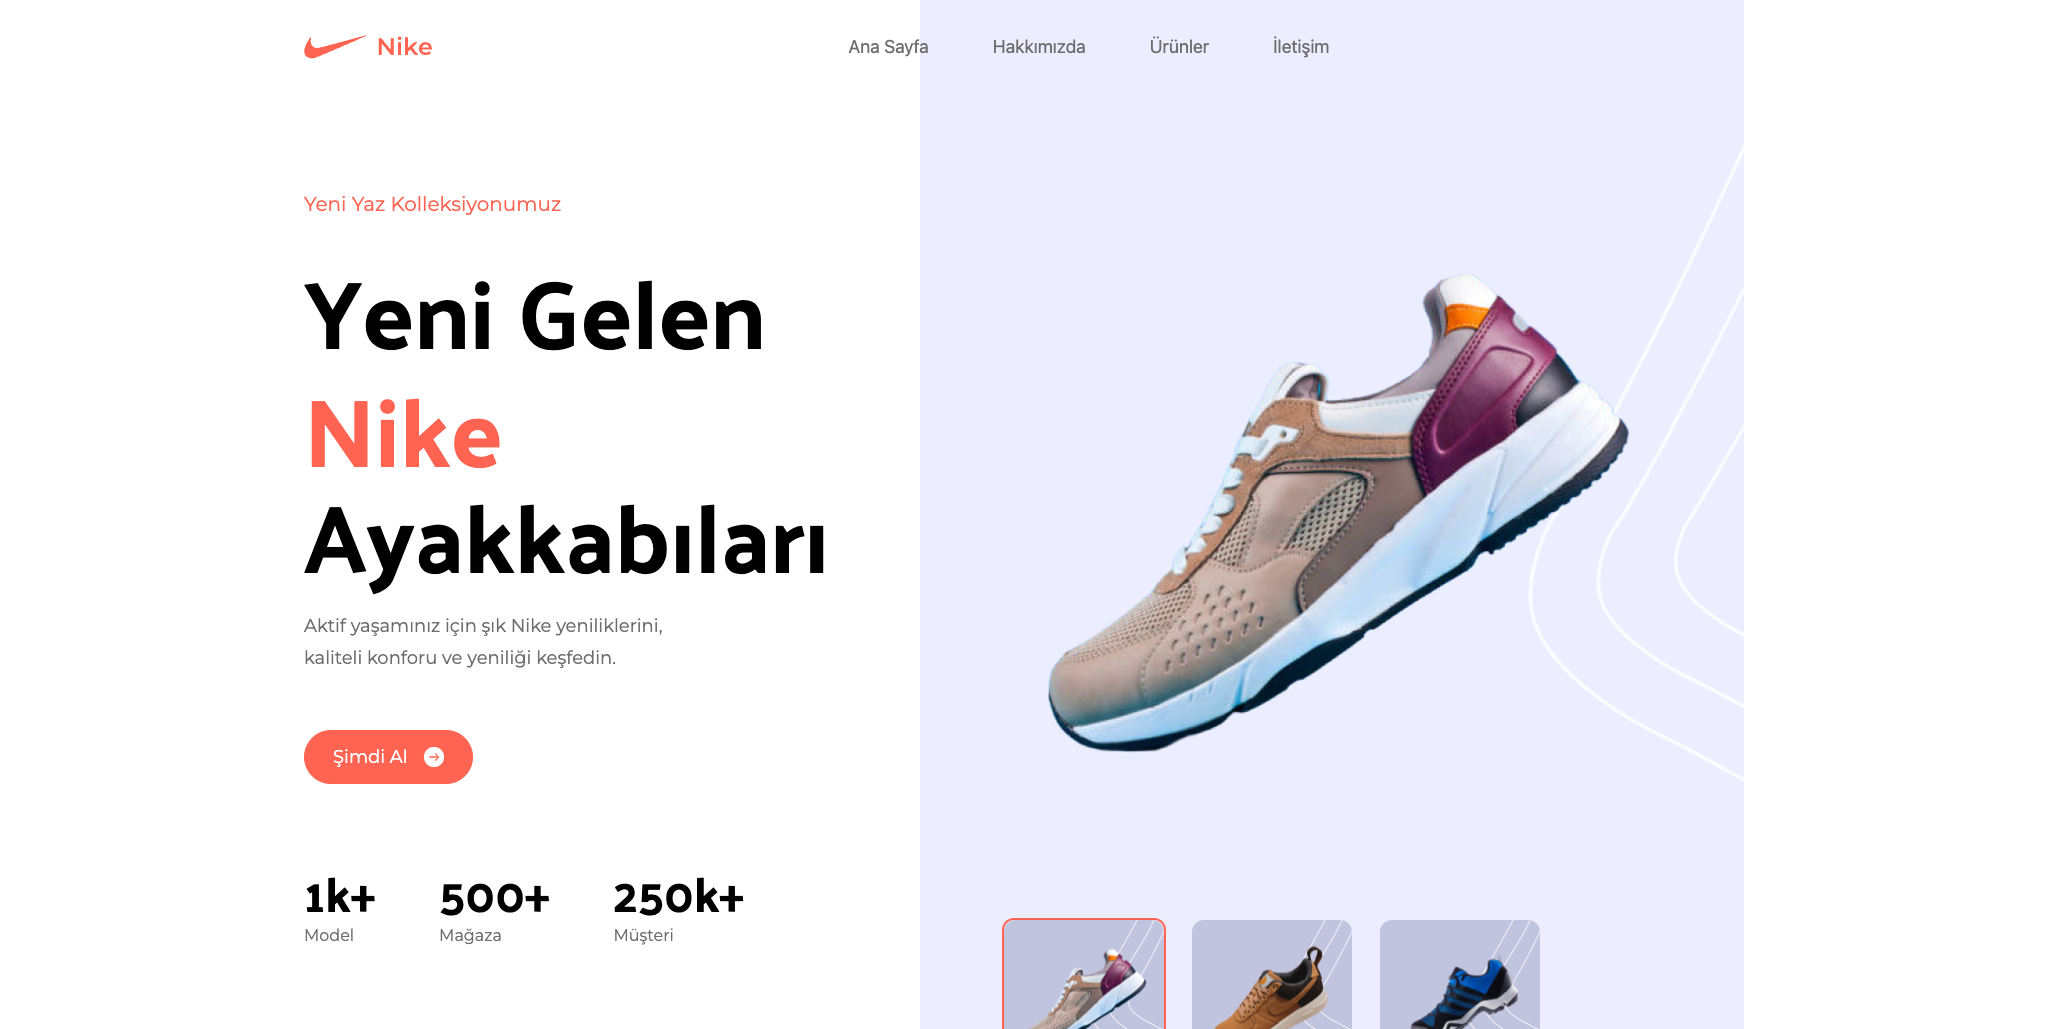 Nike
Ana Sayfa
Hakkımızda
Ürünler
İletişim
Yeni Yaz Kolleksiyonumuz
Yeni Gelen
Nike
Ayakkabıları
Aktif yaşamınız için şık Nike yeniliklerini,
kaliteli konforu ve yeniliği keşfedin.
Şimdi Al
1k+
Model
500+
Mağaza
250k+
Müşteri